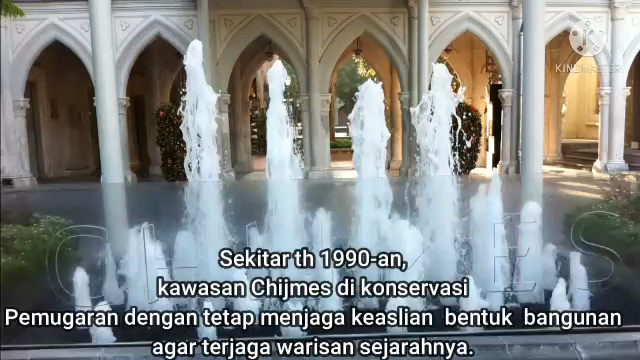 KINEMASTER
CHIJMES
Sekitar th 1990-an,
kawasan Chijmes di konservasi
Pemugaran dengan tetap menjaga keaslian bentuk bangunan
agar terjaga warisan sejarahnya.